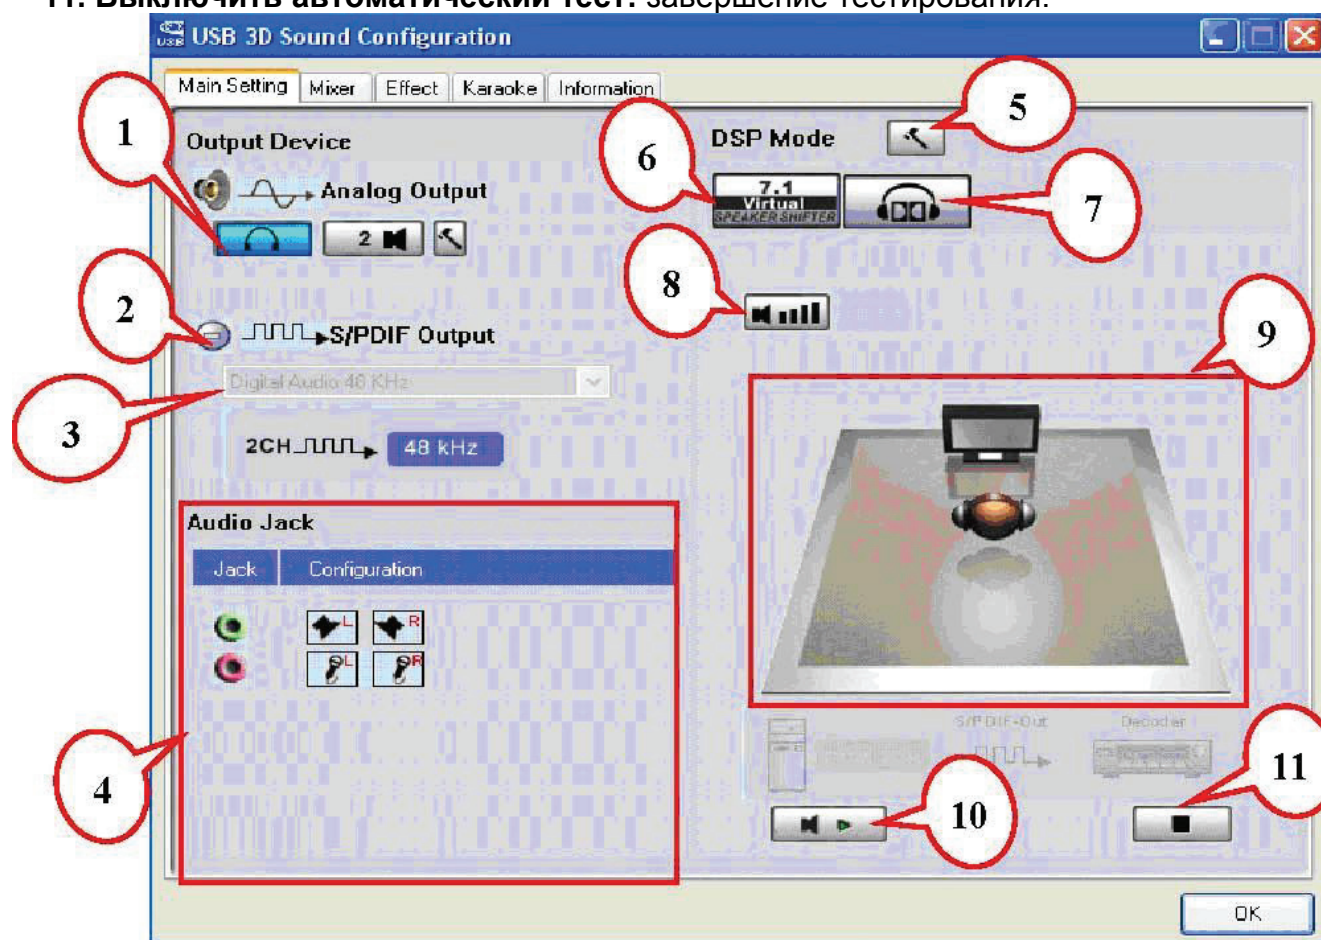 11. Выключить автоматический тест: завершение тестирования.
USB 3D Sound Configuration
Main Setting Mixer Effect Karaoke Information
Output Device
Analog Output
2
S/PDIF Output
Digital Audio 48 KHz
2CH 48 kHz
Audio Jack
Jack Configuration
L R
L R
DSP Mode
7.1
Virtual
SPEAKER SHIFTER
S/PDIF-Out Decoder
OK
1
2
3
4
5
6
7
8
9
10
11